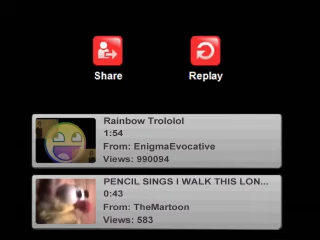 Share
Replay
Rainbow Trololol
1:54
From: EnigmaEvocative
Views: 990094
PENCIL SINGS I WALK THIS LON...
0:43
From: TheMartoon
Views: 583